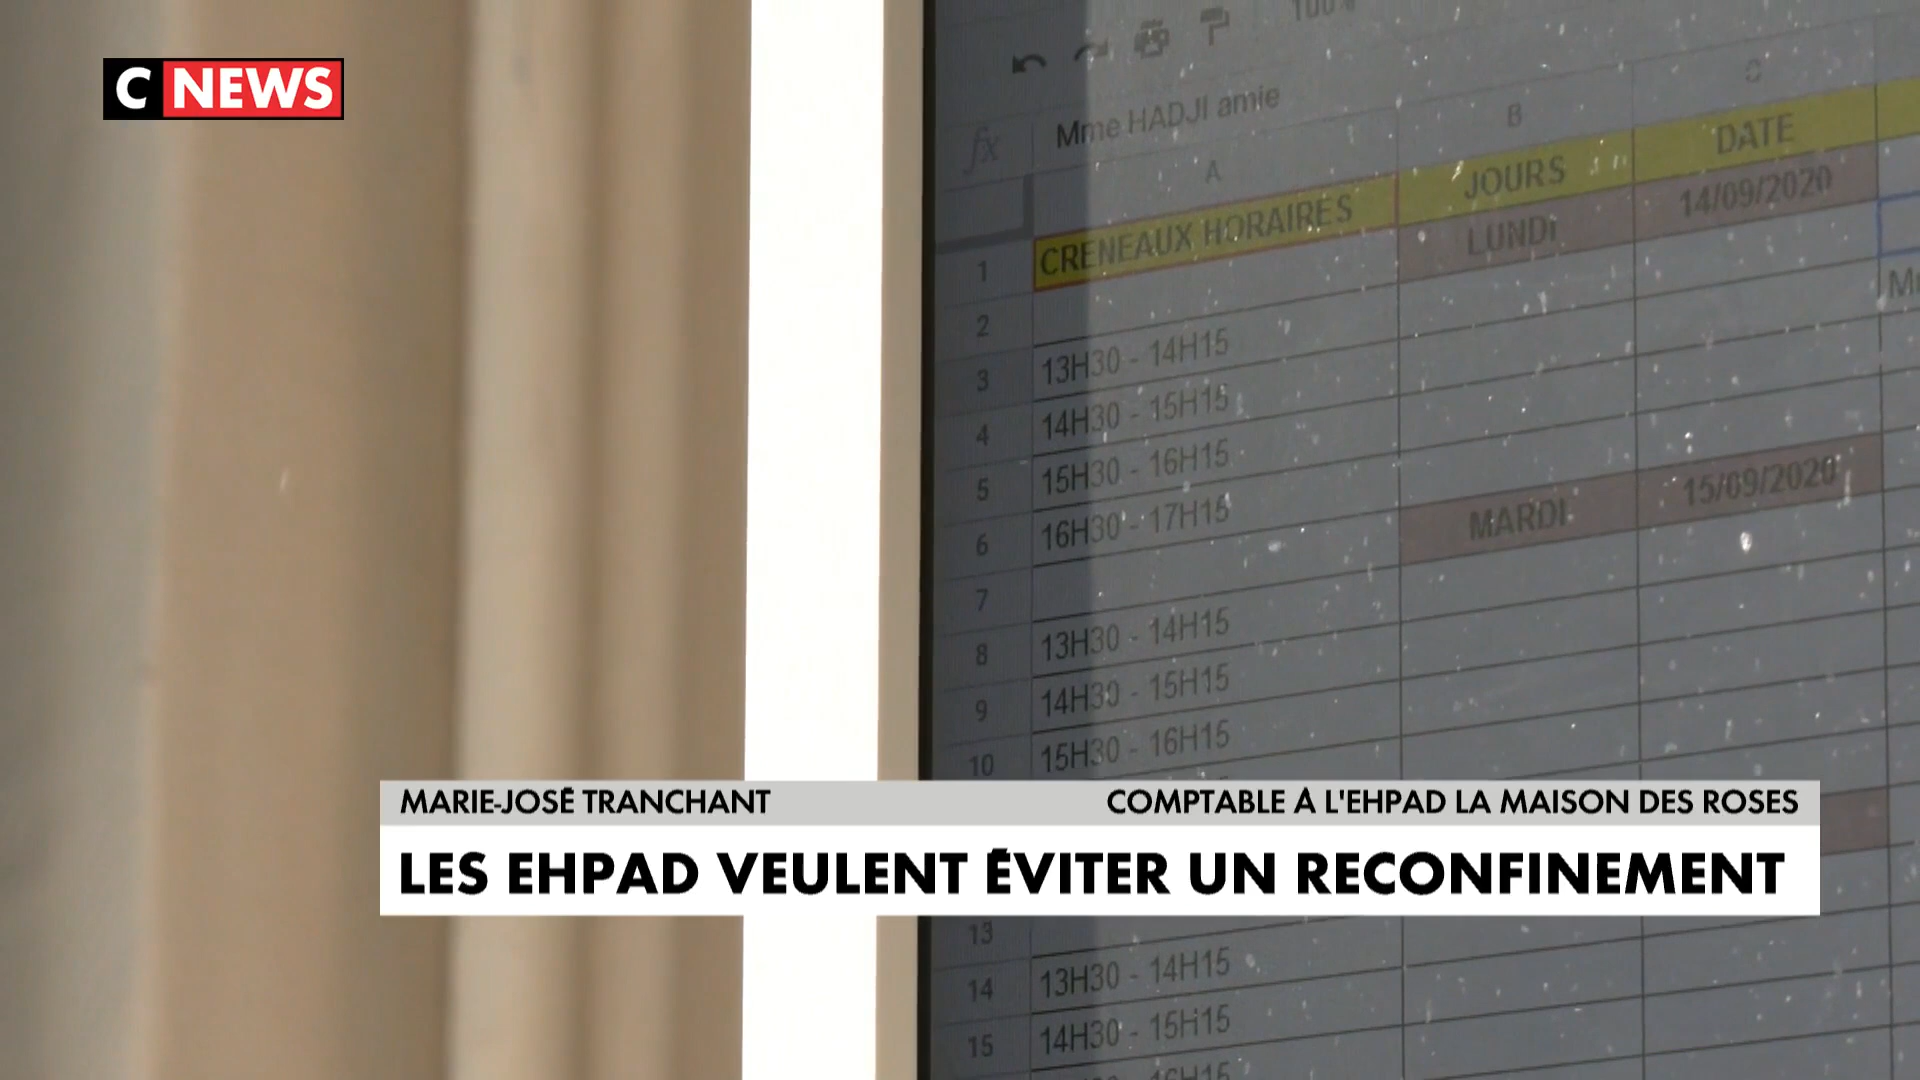 CNEWS
100%
fx Mme HADJI amie
A B C
CRENEAUX HORAIRES JOURS DATE
1 LUNDi 14/09/2020
2
3 13H30 - 14H15
4 14H30 - 15H15
5 15H30 - 16H15
6 16H30 - 17H15 MARDI 15/09/2020
7
8 13H30 - 14H15
9 14H30 - 15H15
10 15H30 - 16H15
MARIE-JOSÉ TRANCHANT COMPTABLE À L'EHPAD LA MAISON DES ROSES
LES EHPAD VEULENT ÉVITER UN RECONFINEMENT
13
14 13H30 - 14H15
15 14H30 - 15H15